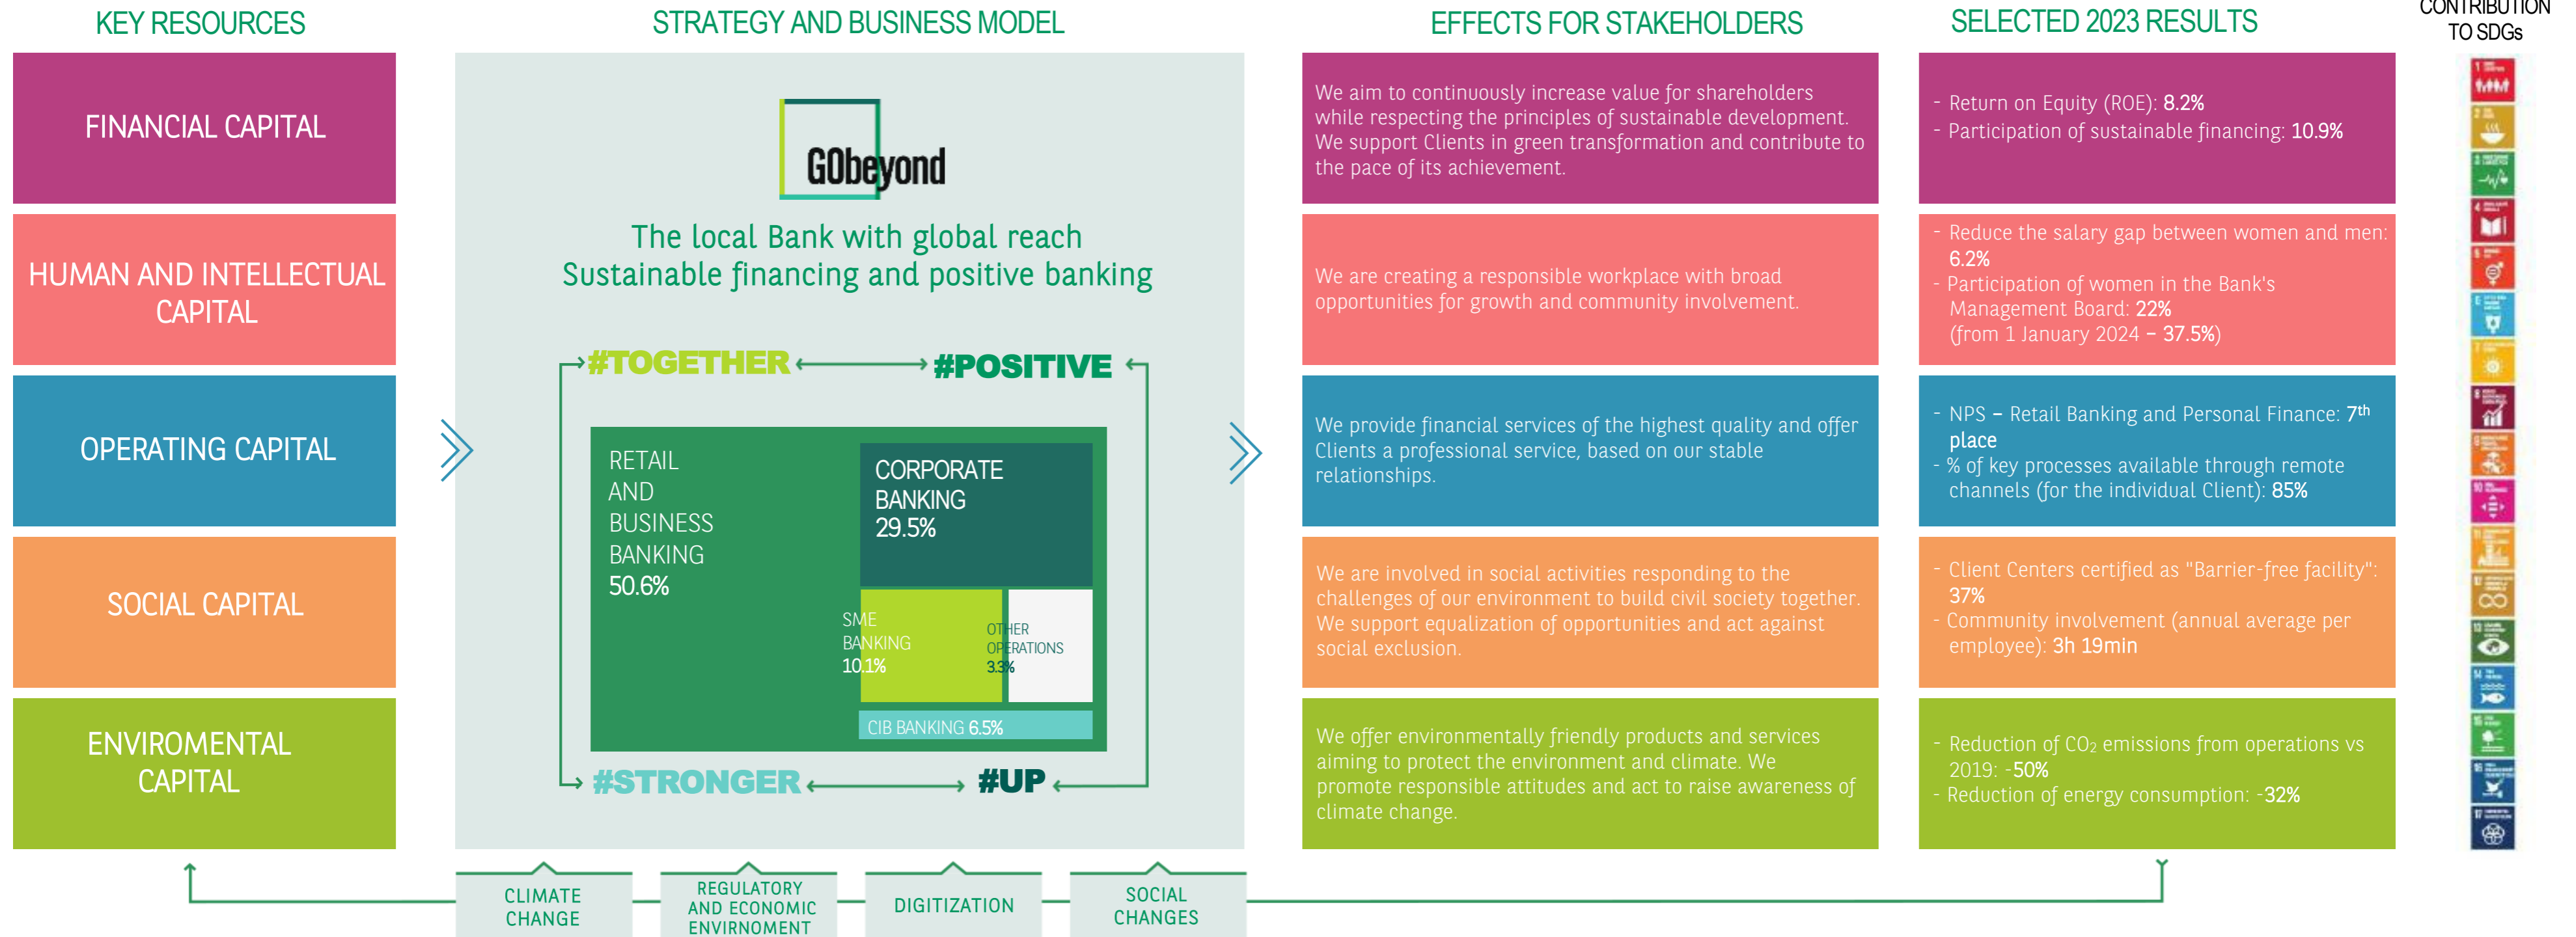 KEY RESOURCES
FINANCIAL CAPITAL
HUMAN AND INTELLECTUAL
CAPITAL
OPERATING CAPITAL
SOCIAL CAPITAL
ENVIROMENTAL
CAPITAL
STRATEGY AND BUSINESS MODEL
GObeyond
The local Bank with global reach
Sustainable financing and positive banking
#TOGETHER
#POSITIVE
RETAIL
AND
BUSINESS
BANKING
50.6%
CORPORATE
BANKING
29.5%
SME
BANKING
10.1%
OTHER
OPERATIONS
3.3%
CIB BANKING 6.5%
#STRONGER
#UP
CLIMATE
CHANGE
REGULATORY
AND ECONOMIC
ENVIRNOMENT
DIGITIZATION
SOCIAL
CHANGES
EFFECTS FOR STAKEHOLDERS
We aim to continuously increase value for shareholders
while respecting the principles of sustainable development.
We support Clients in green transformation and contribute to
the pace of its achievement.
We are creating a responsible workplace with broad
opportunities for growth and community involvement.
We provide financial services of the highest quality and offer
Clients a professional service, based on our stable
relationships.
We are involved in social activities responding to the
challenges of our environment to build civil society together.
We support equalization of opportunities and act against
social exclusion.
We offer environmentally friendly products and services
aiming to protect the environment and climate. We
promote responsible attitudes and act to raise awareness of
climate change.
SELECTED 2023 RESULTS
- Return on Equity (ROE): 8.2%
- Participation of sustainable financing: 10.9%
- Reduce the salary gap between women and men:
6.2%
- Participation of women in the Bank's
Management Board: 22%
(from 1 January 2024 – 37.5%)
- NPS – Retail Banking and Personal Finance: 7th
place
- % of key processes available through remote
channels (for the individual Client): 85%
- Client Centers certified as "Barrier-free facility":
37%
- Community involvement (annual average per
employee): 3h 19min
- Reduction of CO₂ emissions from operations vs
2019: -50%
- Reduction of energy consumption: -32%
CONTRIBUTION
TO SDGs